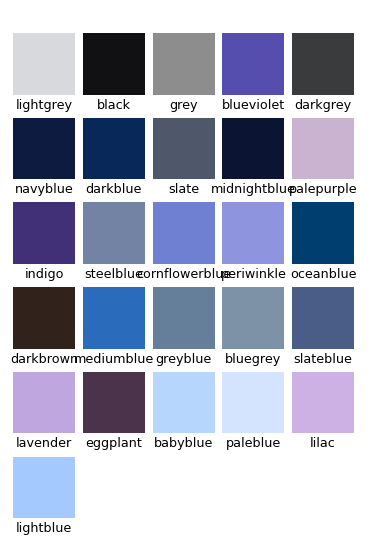 lightgrey black grey blueviolet darkgrey
navyblue darkblue slate midnightblue palepurple
indigo steelblue cornflowerblue periwinkle oceanblue
darkbrown mediumblue greyblue bluegrey slateblue
lavender eggplant babyblue paleblue lilac
lightblue